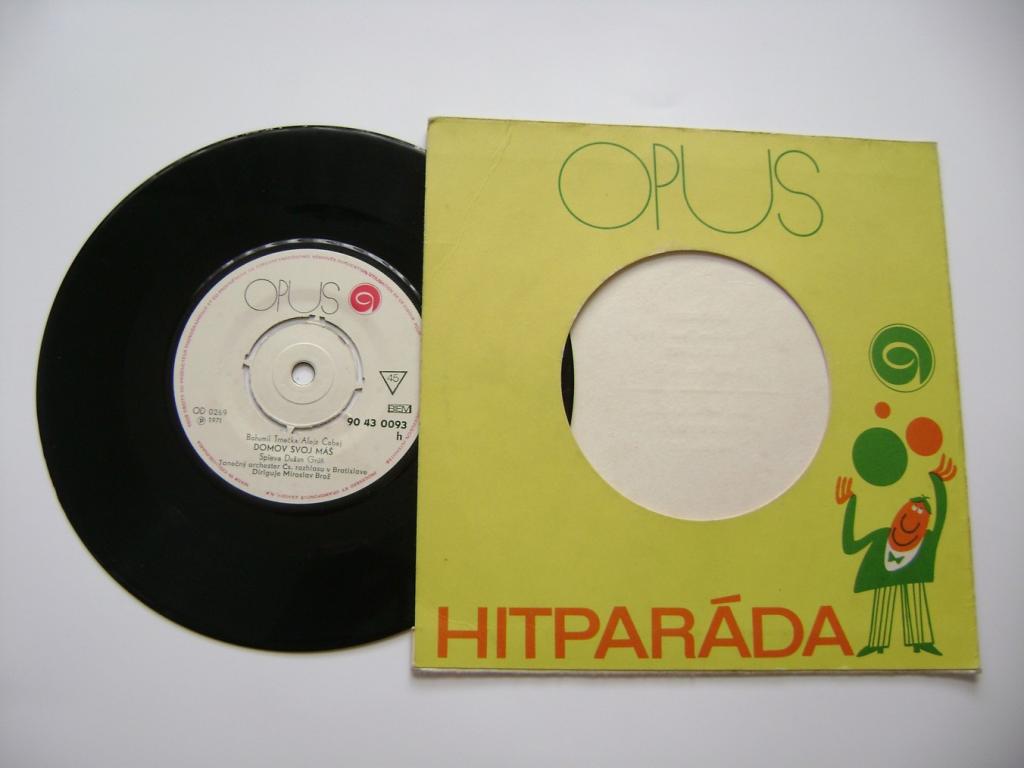 OPUS
45
BIEM
90 43 0093
h
OD 0269
℗ 1971
Bohumil Trnečka Alojz Čobej
DOMOV SVOJ MÁŠ
Spieva Dušan Grúň
Tanečný orchester Čs. rozhlasu v Bratislave
Diriguje Miroslav Brož
OPUS
HITPARÁDA